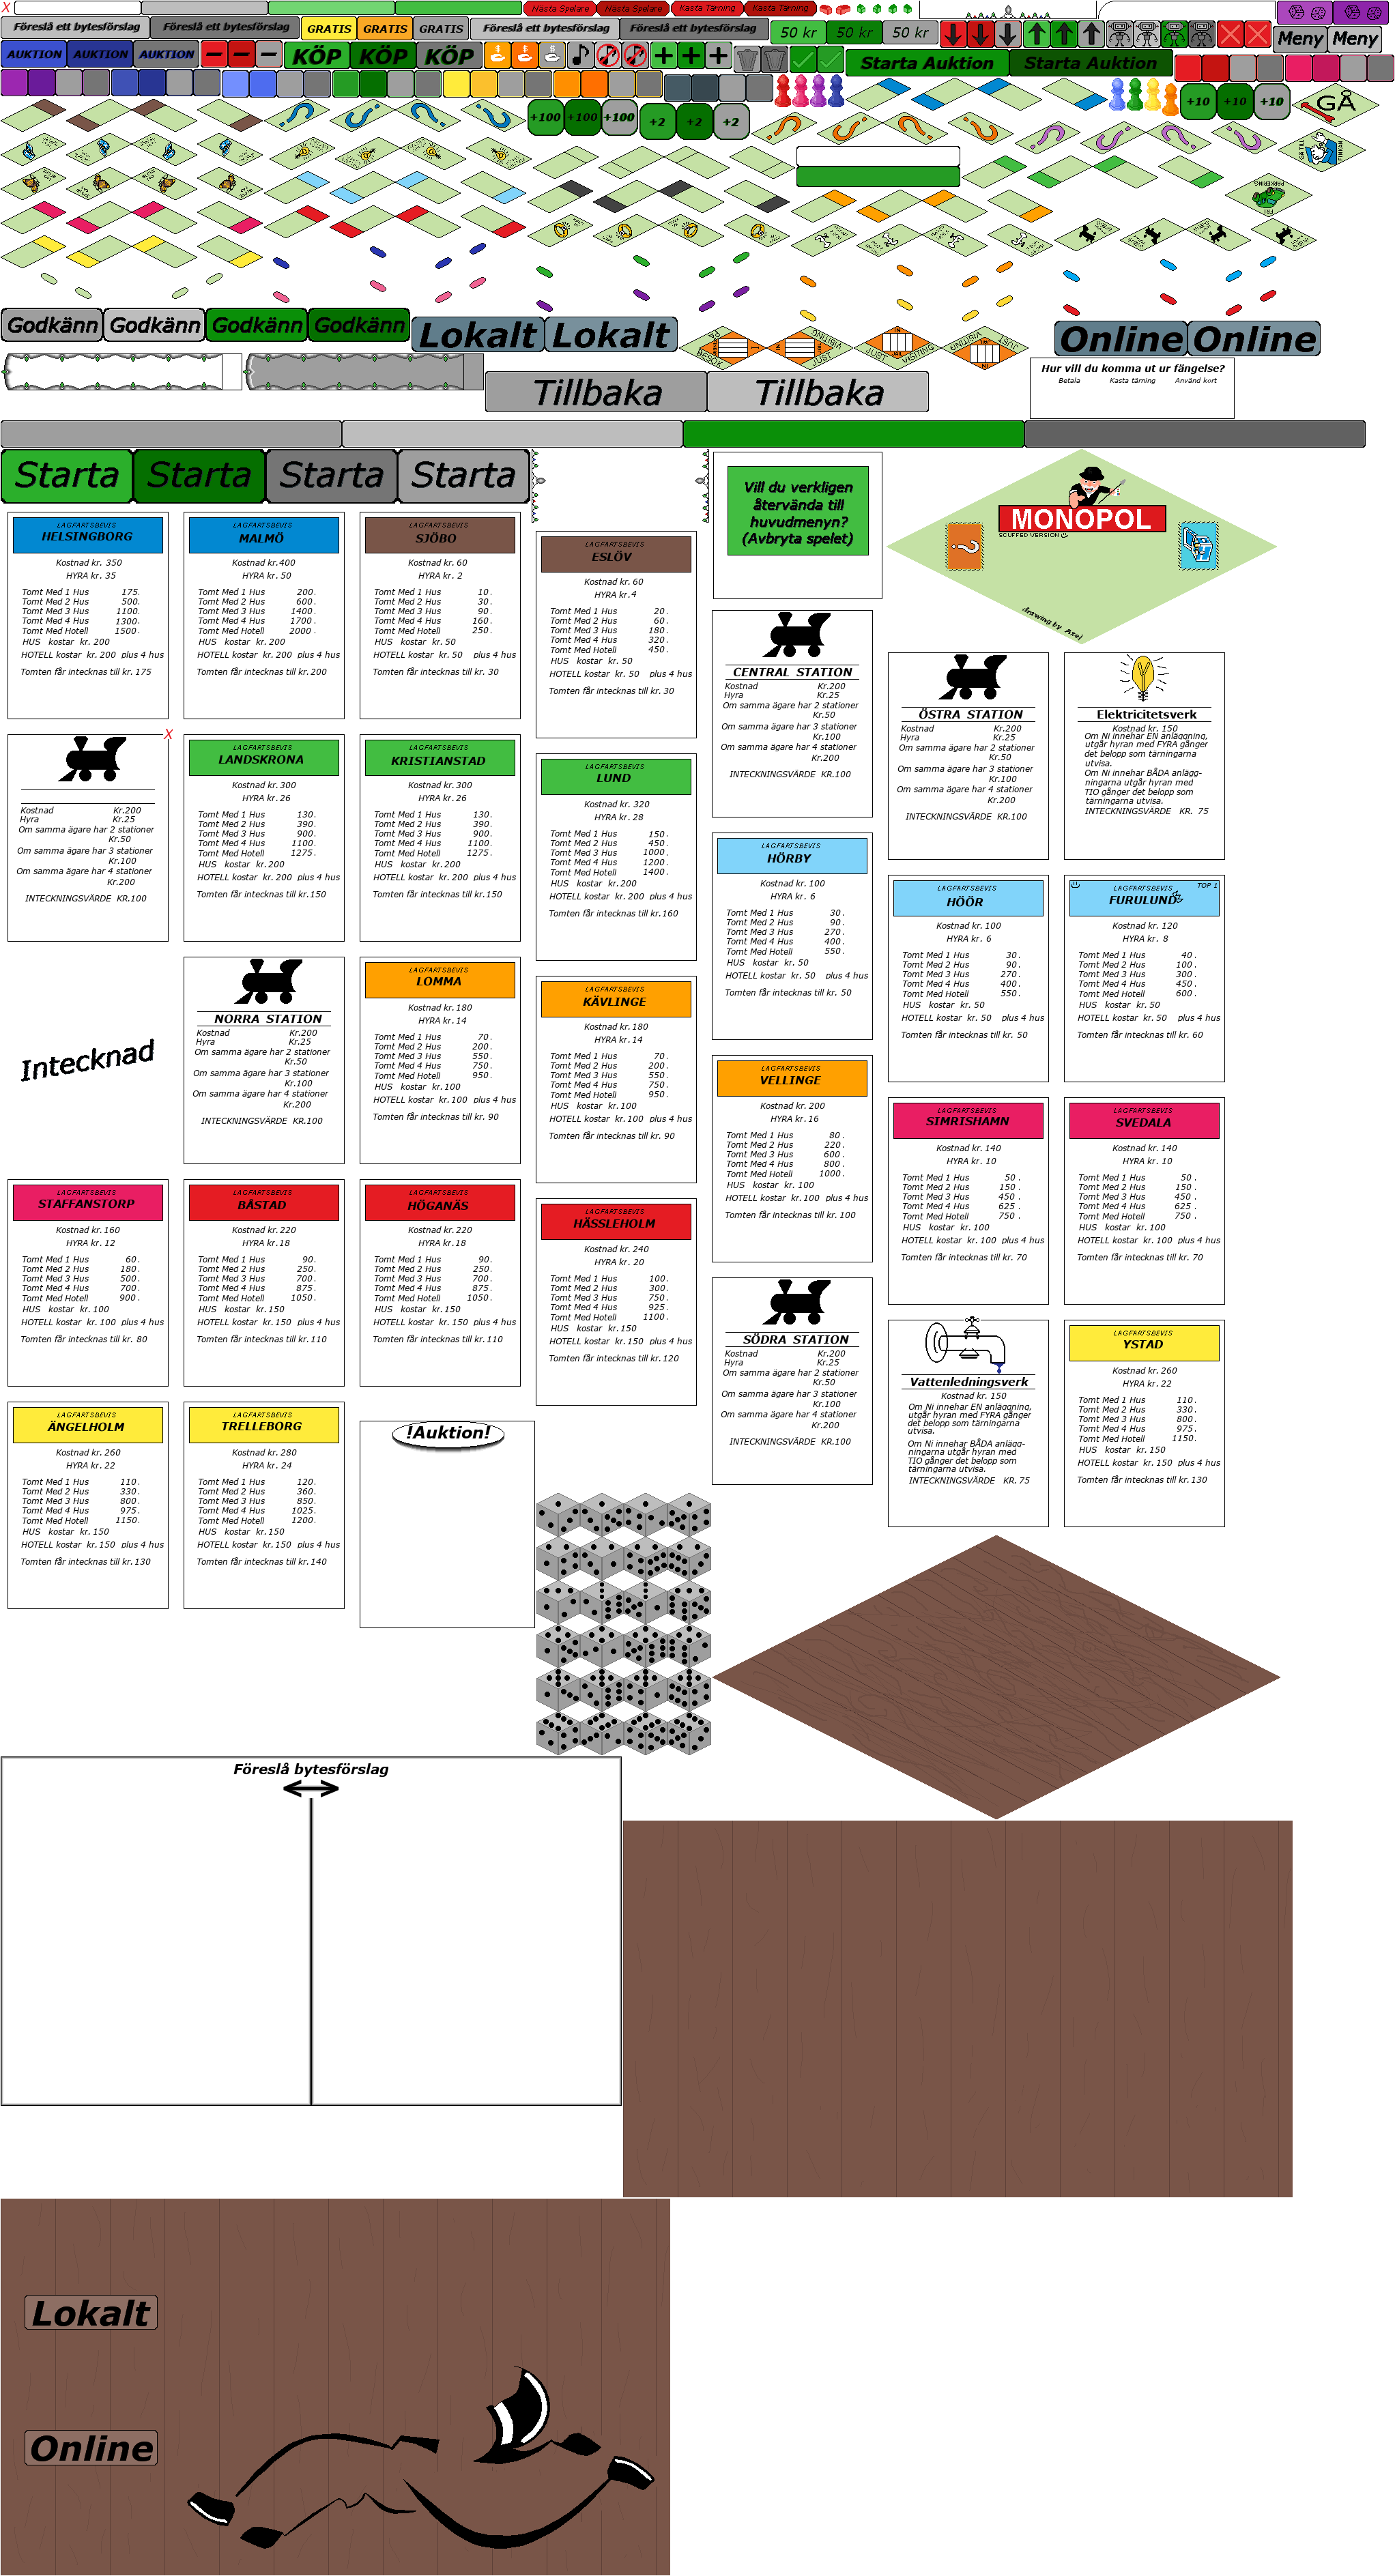 X
Nästa Spelare
Nästa Spelare
Kasta Tärning
Kasta Tärning
Föreslå ett bytesförslag
Föreslå ett bytesförslag
GRATIS
GRATIS
GRATIS
Föreslå ett bytesförslag
Föreslå ett bytesförslag
50 kr
50 kr
50 kr
Meny
Meny
AUKTION
AUKTION
AUKTION
KÖP
KÖP
KÖP
Starta Auktion
Starta Auktion
+100
+100
+100
+2
+2
+2
+10
+10
+10
GÅ
GÅ TILL
FINKAN
FRI
PARKERING
Godkänn
Godkänn
Godkänn
Godkänn
Lokalt
Lokalt
PÅ
BESÖK
JUST
VISITING
JUST
VISITING
JUST
VISITING
Online
Online
Tillbaka
Tillbaka
Hur vill du komma ut ur fängelse?
Betala Kasta tärning Använd kort
Starta
Starta
Starta
Starta
Vill du verkligen
återvända till
huvudmenyn?
(Avbryta spelet)
MONOPOL
SCUFFED VERSION
drawing by Axel
LAGFARTSBEVIS
HELSINGBORG
Kostnad kr. 350
HYRA kr. 35
Tomt Med 1 Hus 175.
Tomt Med 2 Hus 500.
Tomt Med 3 Hus 1100.
Tomt Med 4 Hus 1300.
Tomt Med Hotell 1500.
HUS kostar kr. 200
HOTELL kostar kr. 200 plus 4 hus
Tomten får intecknas till kr. 175
LAGFARTSBEVIS
MALMÖ
Kostnad kr.400
HYRA kr. 50
Tomt Med 1 Hus 200.
Tomt Med 2 Hus 600.
Tomt Med 3 Hus 1400.
Tomt Med 4 Hus 1700.
Tomt Med Hotell 2000.
HUS kostar kr. 200
HOTELL kostar kr. 200 plus 4 hus
Tomten får intecknas till kr. 200
LAGFARTSBEVIS
SJÖBO
Kostnad kr. 60
HYRA kr. 2
Tomt Med 1 Hus 10.
Tomt Med 2 Hus 30.
Tomt Med 3 Hus 90.
Tomt Med 4 Hus 160.
Tomt Med Hotell 250.
HUS kostar kr. 50
HOTELL kostar kr. 50 plus 4 hus
Tomten får intecknas till kr. 30
LAGFARTSBEVIS
ESLÖV
Kostnad kr. 60
HYRA kr.4
Tomt Med 1 Hus 20.
Tomt Med 2 Hus 60.
Tomt Med 3 Hus 180.
Tomt Med 4 Hus 320.
Tomt Med Hotell 450.
HUS kostar kr. 50
HOTELL kostar kr. 50 plus 4 hus
Tomten får intecknas till kr. 30
CENTRAL STATION
Kostnad Kr.200
Hyra Kr.25
Om samma ägare har 2 stationer
Kr.50
Om samma ägare har 3 stationer
Kr.100
Om samma ägare har 4 stationer
Kr.200
INTECKNINGSVÄRDE KR.100
ÖSTRA STATION
Kostnad Kr.200
Hyra Kr.25
Om samma ägare har 2 stationer
Kr.50
Om samma ägare har 3 stationer
Kr.100
Om samma ägare har 4 stationer
Kr.200
INTECKNINGSVÄRDE KR.100
Elektricitetsverk
Kostnad kr. 150
Om Ni innehar EN anläggning,
utgår hyran med FYRA gånger
det belopp som tärningarna
utvisa.
Om Ni innehar BÅDA anlägg-
ningarna utgår hyran med
TIO gånger det belopp som
tärningarna utvisa.
INTECKNINGSVÄRDE KR. 75
X
Kostnad Kr.200
Hyra Kr.25
Om samma ägare har 2 stationer
Kr.50
Om samma ägare har 3 stationer
Kr.100
Om samma ägare har 4 stationer
Kr.200
INTECKNINGSVÄRDE KR.100
LAGFARTSBEVIS
LANDSKRONA
Kostnad kr.300
HYRA kr.26
Tomt Med 1 Hus 130.
Tomt Med 2 Hus 390.
Tomt Med 3 Hus 900.
Tomt Med 4 Hus 1100.
Tomt Med Hotell 1275.
HUS kostar kr.200
HOTELL kostar kr. 200 plus 4 hus
Tomten får intecknas till kr.150
LAGFARTSBEVIS
KRISTIANSTAD
Kostnad kr.300
HYRA kr.26
Tomt Med 1 Hus 130.
Tomt Med 2 Hus 390.
Tomt Med 3 Hus 900.
Tomt Med 4 Hus 1100.
Tomt Med Hotell 1275.
HUS kostar kr.200
HOTELL kostar kr. 200 plus 4 hus
Tomten får intecknas till kr.150
LAGFARTSBEVIS
LUND
Kostnad kr. 320
HYRA kr. 28
Tomt Med 1 Hus 150.
Tomt Med 2 Hus 450.
Tomt Med 3 Hus 1000.
Tomt Med 4 Hus 1200.
Tomt Med Hotell 1400.
HUS kostar kr.200
HOTELL kostar kr. 200 plus 4 hus
Tomten får intecknas till kr.160
LAGFARTSBEVIS
HÖRBY
Kostnad kr. 100
HYRA kr. 6
Tomt Med 1 Hus 30.
Tomt Med 2 Hus 90.
Tomt Med 3 Hus 270.
Tomt Med 4 Hus 400.
Tomt Med Hotell 550.
HUS kostar kr. 50
HOTELL kostar kr. 50 plus 4 hus
Tomten får intecknas till kr. 50
LAGFARTSBEVIS
HÖÖR
Kostnad kr. 100
HYRA kr. 6
Tomt Med 1 Hus 30.
Tomt Med 2 Hus 90.
Tomt Med 3 Hus 270.
Tomt Med 4 Hus 400.
Tomt Med Hotell 550.
HUS kostar kr. 50
HOTELL kostar kr. 50 plus 4 hus
Tomten får intecknas till kr. 50
LAGFARTSBEVIS TOP 1
FURULUND
Kostnad kr. 120
HYRA kr. 8
Tomt Med 1 Hus 40.
Tomt Med 2 Hus 100.
Tomt Med 3 Hus 300.
Tomt Med 4 Hus 450.
Tomt Med Hotell 600.
HUS kostar kr. 50
HOTELL kostar kr. 50 plus 4 hus
Tomten får intecknas till kr. 60
Intecknad
NORRA STATION
Kostnad Kr.200
Hyra Kr.25
Om samma ägare har 2 stationer
Kr.50
Om samma ägare har 3 stationer
Kr.100
Om samma ägare har 4 stationer
Kr.200
INTECKNINGSVÄRDE KR.100
LAGFARTSBEVIS
LOMMA
Kostnad kr.180
HYRA kr.14
Tomt Med 1 Hus 70.
Tomt Med 2 Hus 200.
Tomt Med 3 Hus 550.
Tomt Med 4 Hus 750.
Tomt Med Hotell 950.
HUS kostar kr.100
HOTELL kostar kr.100 plus 4 hus
Tomten får intecknas till kr. 90
LAGFARTSBEVIS
KÄVLINGE
Kostnad kr.180
HYRA kr.14
Tomt Med 1 Hus 70.
Tomt Med 2 Hus 200.
Tomt Med 3 Hus 550.
Tomt Med 4 Hus 750.
Tomt Med Hotell 950.
HUS kostar kr.100
HOTELL kostar kr.100 plus 4 hus
Tomten får intecknas till kr. 90
LAGFARTSBEVIS
VELLINGE
Kostnad kr.200
HYRA kr.16
Tomt Med 1 Hus 80.
Tomt Med 2 Hus 220.
Tomt Med 3 Hus 600.
Tomt Med 4 Hus 800.
Tomt Med Hotell 1000.
HUS kostar kr. 100
HOTELL kostar kr.100 plus 4 hus
Tomten får intecknas till kr. 100
LAGFARTSBEVIS
SIMRISHAMN
Kostnad kr.140
HYRA kr. 10
Tomt Med 1 Hus 50.
Tomt Med 2 Hus 150.
Tomt Med 3 Hus 450.
Tomt Med 4 Hus 625.
Tomt Med Hotell 750.
HUS kostar kr.100
HOTELL kostar kr.100 plus 4 hus
Tomten får intecknas till kr. 70
LAGFARTSBEVIS
SVEDALA
Kostnad kr.140
HYRA kr. 10
Tomt Med 1 Hus 50.
Tomt Med 2 Hus 150.
Tomt Med 3 Hus 450.
Tomt Med 4 Hus 625.
Tomt Med Hotell 750.
HUS kostar kr.100
HOTELL kostar kr.100 plus 4 hus
Tomten får intecknas till kr. 70
LAGFARTSBEVIS
STAFFANSTORP
Kostnad kr.160
HYRA kr. 12
Tomt Med 1 Hus 60.
Tomt Med 2 Hus 180.
Tomt Med 3 Hus 500.
Tomt Med 4 Hus 700.
Tomt Med Hotell 900.
HUS kostar kr.100
HOTELL kostar kr.100 plus 4 hus
Tomten får intecknas till kr. 80
LAGFARTSBEVIS
BÅSTAD
Kostnad kr.220
HYRA kr.18
Tomt Med 1 Hus 90.
Tomt Med 2 Hus 250.
Tomt Med 3 Hus 700.
Tomt Med 4 Hus 875.
Tomt Med Hotell 1050.
HUS kostar kr.150
HOTELL kostar kr.150 plus 4 hus
Tomten får intecknas till kr.110
LAGFARTSBEVIS
HÖGANÄS
Kostnad kr.220
HYRA kr.18
Tomt Med 1 Hus 90.
Tomt Med 2 Hus 250.
Tomt Med 3 Hus 700.
Tomt Med 4 Hus 875.
Tomt Med Hotell 1050.
HUS kostar kr.150
HOTELL kostar kr.150 plus 4 hus
Tomten får intecknas till kr.110
LAGFARTSBEVIS
HÄSSLEHOLM
Kostnad kr. 240
HYRA kr. 20
Tomt Med 1 Hus 100.
Tomt Med 2 Hus 300.
Tomt Med 3 Hus 750.
Tomt Med 4 Hus 925.
Tomt Med Hotell 1100.
HUS kostar kr.150
HOTELL kostar kr.150 plus 4 hus
Tomten får intecknas till kr.120
SÖDRA STATION
Kostnad Kr.200
Hyra Kr.25
Om samma ägare har 2 stationer
Kr.50
Om samma ägare har 3 stationer
Kr.100
Om samma ägare har 4 stationer
Kr.200
INTECKNINGSVÄRDE KR.100
Vattenledningsverk
Kostnad kr. 150
Om Ni innehar EN anläggning,
utgår hyran med FYRA gånger
det belopp som tärningarna
utvisa.
Om Ni innehar BÅDA anlägg-
ningarna utgår hyran med
TIO gånger det belopp som
tärningarna utvisa.
INTECKNINGSVÄRDE KR. 75
LAGFARTSBEVIS
YSTAD
Kostnad kr. 260
HYRA kr. 22
Tomt Med 1 Hus 110.
Tomt Med 2 Hus 330.
Tomt Med 3 Hus 800.
Tomt Med 4 Hus 975.
Tomt Med Hotell 1150.
HUS kostar kr.150
HOTELL kostar kr.150 plus 4 hus
Tomten får intecknas till kr.130
LAGFARTSBEVIS
ÄNGELHOLM
Kostnad kr. 260
HYRA kr. 22
Tomt Med 1 Hus 110.
Tomt Med 2 Hus 330.
Tomt Med 3 Hus 800.
Tomt Med 4 Hus 975.
Tomt Med Hotell 1150.
HUS kostar kr.150
HOTELL kostar kr.150 plus 4 hus
Tomten får intecknas till kr.130
LAGFARTSBEVIS
TRELLEBORG
Kostnad kr. 280
HYRA kr. 24
Tomt Med 1 Hus 120.
Tomt Med 2 Hus 360.
Tomt Med 3 Hus 850.
Tomt Med 4 Hus 1025.
Tomt Med Hotell 1200.
HUS kostar kr.150
HOTELL kostar kr.150 plus 4 hus
Tomten får intecknas till kr.140
!Auktion!
Föreslå bytesförslag
Lokalt
Online